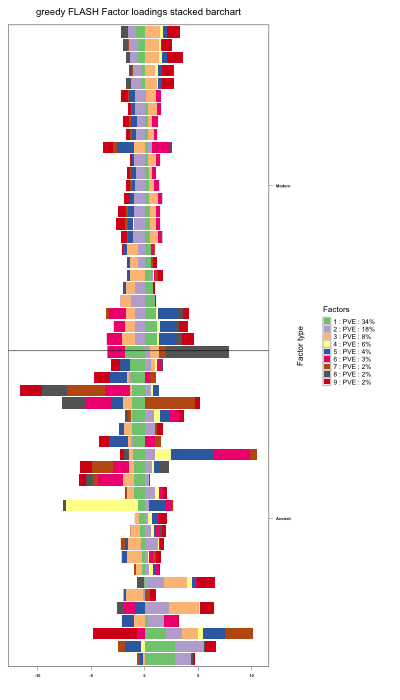 greedy FLASH Factor loadings stacked barchart
Modern
Factors
1 : PVE : 34%
2 : PVE : 18%
3 : PVE : 8%
4 : PVE : 6%
5 : PVE : 4%
6 : PVE : 3%
7 : PVE : 2%
8 : PVE : 2%
9 : PVE : 2%
Factor type
Ancient
-10 -5 0 5 10